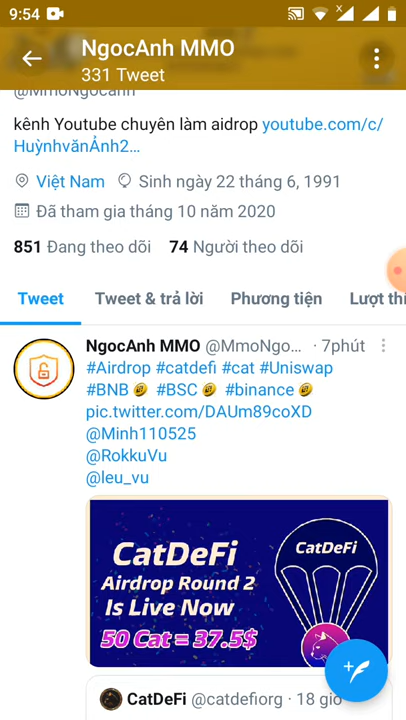 9:54
NgocAnh MMO
331 Tweet
@MmoNgocanh
kênh Youtube chuyên làm aidrop youtube.com/c/
HuỳnhvănẢnh2…
Việt Nam Sinh ngày 22 tháng 6, 1991
Đã tham gia tháng 10 năm 2020
851 Đang theo dõi 74 Người theo dõi
Tweet Tweet & trả lời Phương tiện Lượt thí
NgocAnh MMO @MmoNgo… · 7phút
#Airdrop #catdefi #cat #Uniswap
#BNB #BSC #binance
pic.twitter.com/DAUm89coXD
@Minh110525
@RokkuVu
@leu_vu
CatDeFi
Airdrop Round 2
Is Live Now
50 Cat = 37.5$
CatDeFi
CatDeFi @catdefiorg · 18 giờ